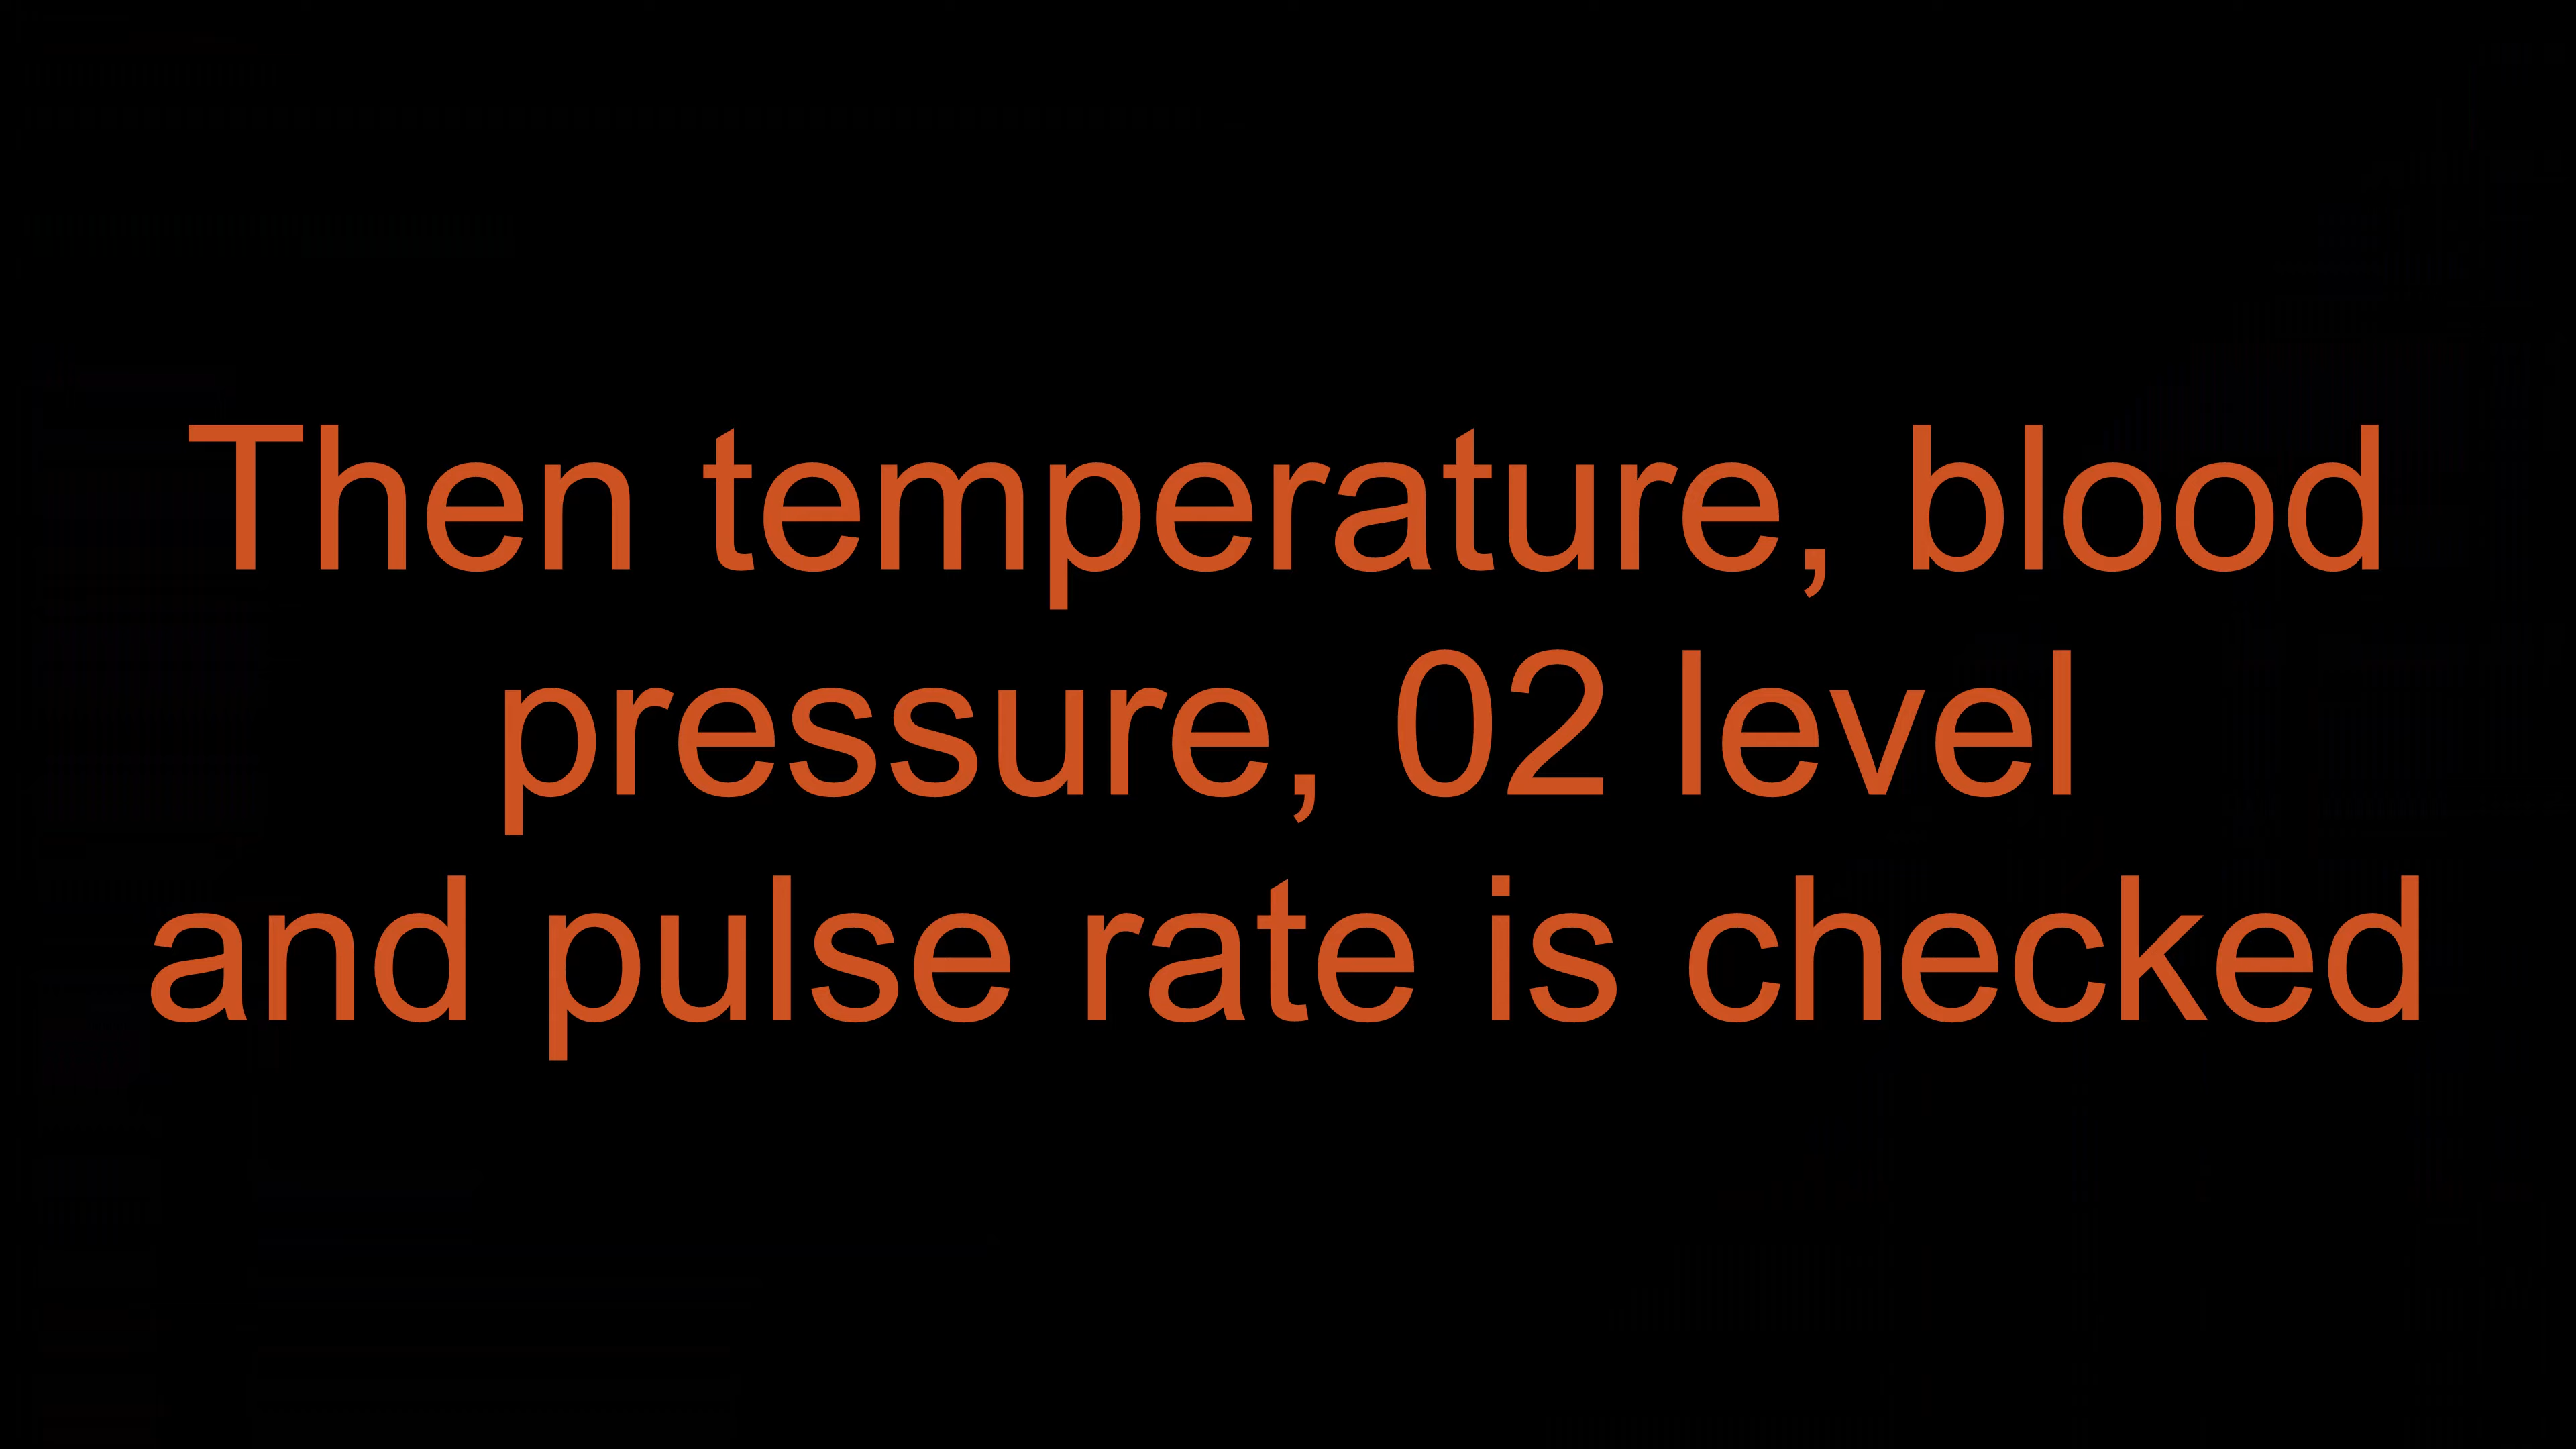 Then temperature, blood
pressure, 02 level
and pulse rate is checked